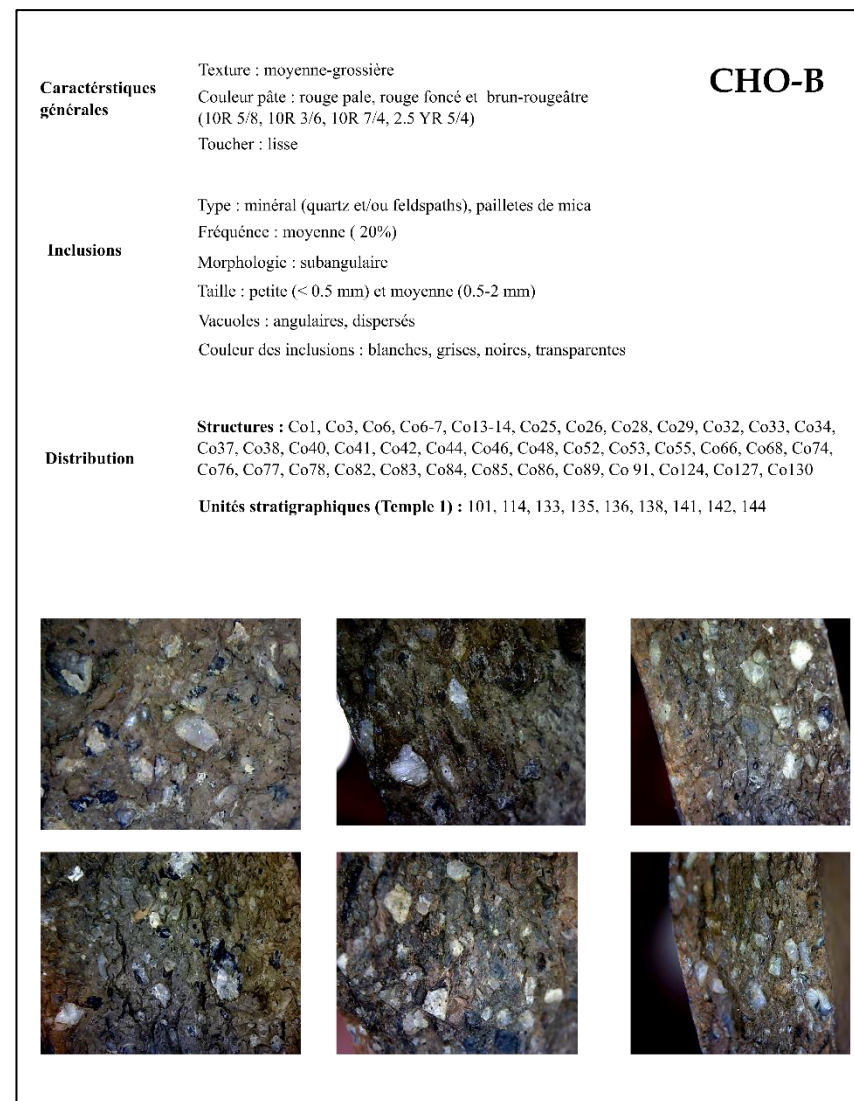 CHO-B
Caractérstiques
générales
Texture : moyenne-grossière
Couleur pâte : rouge pale, rouge foncé et brun-rougeâtre
(10R 5/8, 10R 3/6, 10R 7/4, 2.5 YR 5/4)
Toucher : lisse
Inclusions
Type : minéral (quartz et/ou feldspaths), pailletes de mica
Fréquénce : moyenne ( 20%)
Morphologie : subangulaire
Taille : petite (< 0.5 mm) et moyenne (0.5-2 mm)
Vacuoles : angulaires, dispersés
Couleur des inclusions : blanches, grises, noires, transparentes
Distribution
Structures : Co1, Co3, Co6, Co6-7, Co13-14, Co25, Co26, Co28, Co29, Co32, Co33, Co34,
Co37, Co38, Co40, Co41, Co42, Co44, Co46, Co48, Co52, Co53, Co55, Co66, Co68, Co74,
Co76, Co77, Co78, Co82, Co83, Co84, Co85, Co86, Co89, Co 91, Co124, Co127, Co130
Unités stratigraphiques (Temple 1) : 101, 114, 133, 135, 136, 138, 141, 142, 144